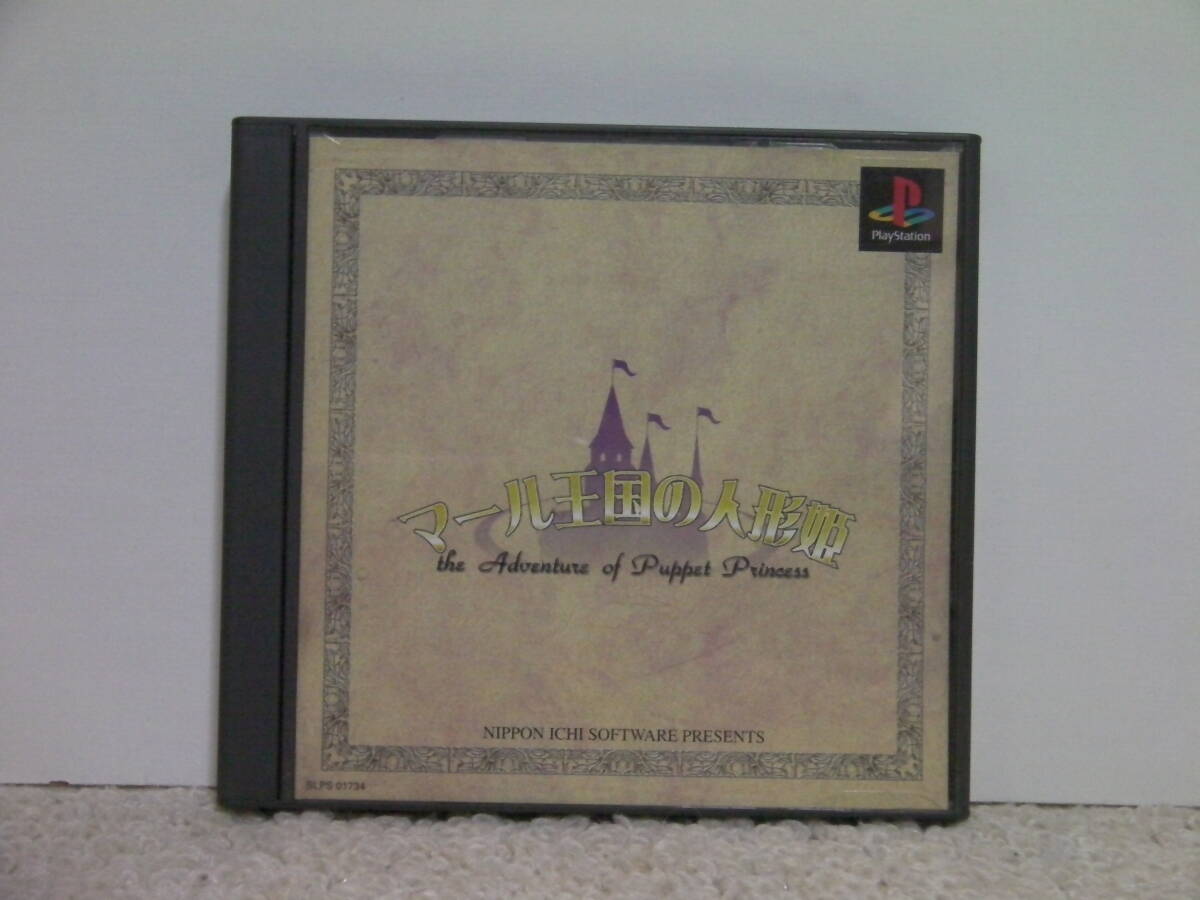 PlayStation
マール王国の人形姫
the Adventure of Puppet Princess
NIPPON ICHI SOFTWARE PRESENTS
SLPS 01734